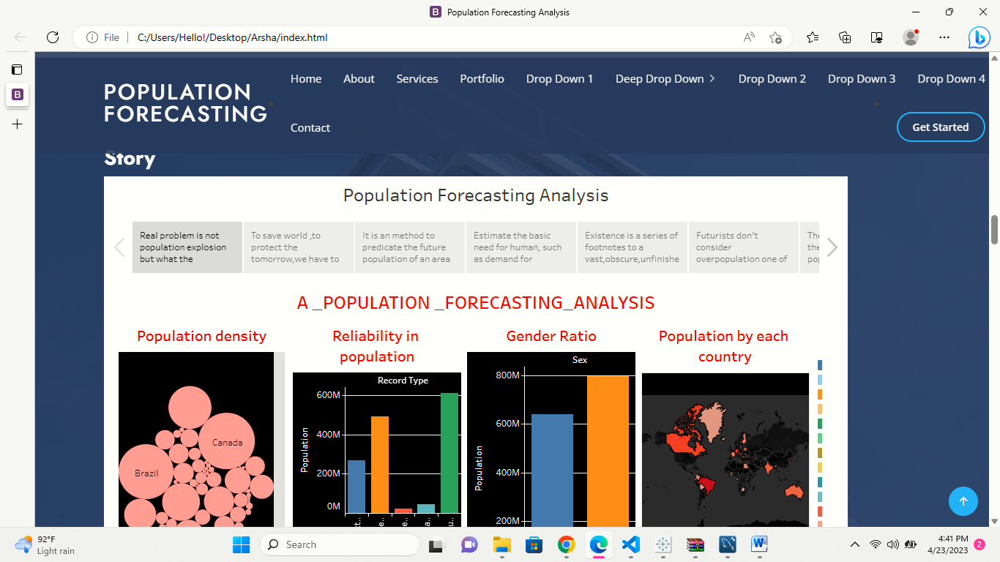 Population Forecasting Analysis
File
C:/Users/Hello!/Desktop/Arsha/index.html
POPULATION
FORECASTING
Home
About
Services
Portfolio
Drop Down 1
Deep Drop Down
Drop Down 2
Drop Down 3
Drop Down 4
Contact
Get Started
Story
Population Forecasting Analysis
Real problem is not
population explosion
but what the
To save world ,to
protect the
tomorrow,we have to
It is an method to
predicate the future
population of an area
Estimate the basic
need for human, such
as demand for
Existence is a series of
footnotes to a
vast,obscure,unfinishe
Futurists don't
consider
overpopulation one of
A _POPULATION _FORECASTING_ANALYSIS
Population density
Canada
Brazil
Reliability in
population
Record Type
600M
400M
200M
0M
Population
Gender Ratio
Sex
800M
600M
400M
200M
Population
Population by each
country
92°F
Light rain
Search
4:41 PM
4/23/2023
2